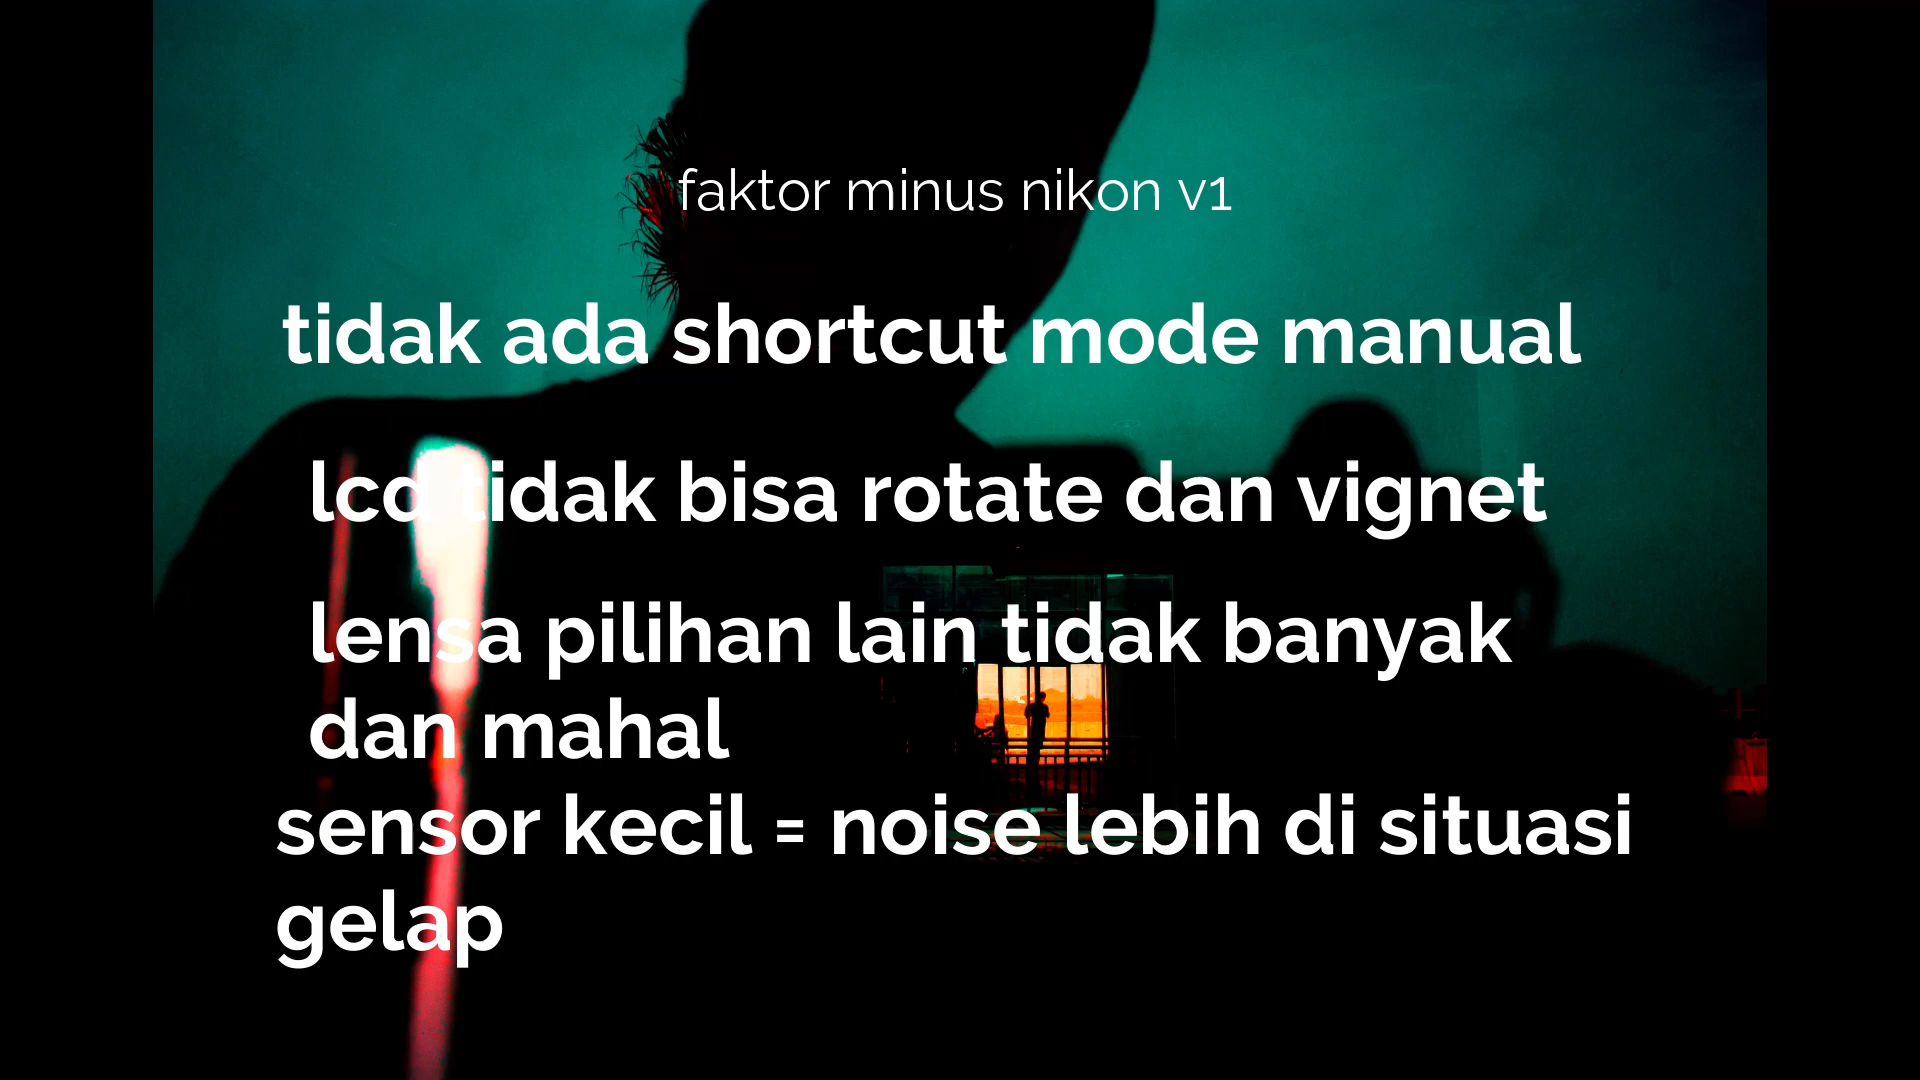 faktor minus nikon v1
tidak ada shortcut mode manual
lcd tidak bisa rotate dan vignet
lensa pilihan lain tidak banyak
dan mahal
sensor kecil = noise lebih di situasi
gelap